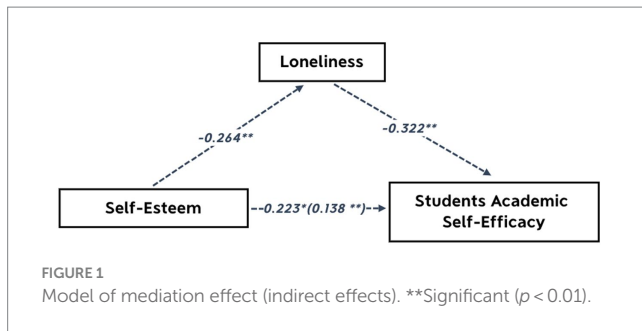 Loneliness
-0.264**
-0.322**
Self-Esteem
0.223*(0.138 **)
Students Academic
Self-Efficacy
FIGURE 1
Model of mediation effect (indirect effects). **Significant (p < 0.01).